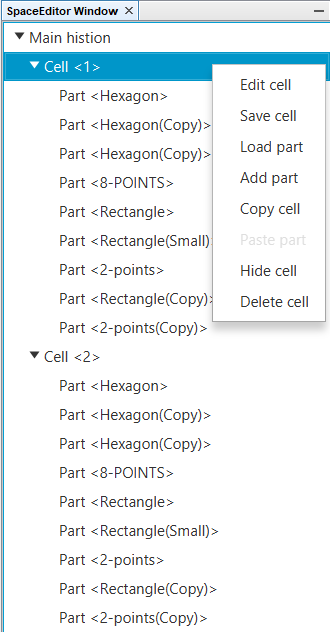 SpaceEditor Window
Main histion
Cell <1>
Part <Hexagon>
Part <Hexagon(Copy)>
Part <Hexagon(Copy)>
Part <8-POINTS>
Part <Rectangle>
Part <Rectangle(Small)>
Part <2-points>
Part <Rectangle(Copy)>
Part <2-points(Copy)>
Edit cell
Save cell
Load part
Add part
Copy cell
Paste part
Hide cell
Delete cell
Cell <2>
Part <Hexagon>
Part <Hexagon(Copy)>
Part <Hexagon(Copy)>
Part <8-POINTS>
Part <Rectangle>
Part <Rectangle(Small)>
Part <2-points>
Part <Rectangle(Copy)>
Part <2-points(Copy)>